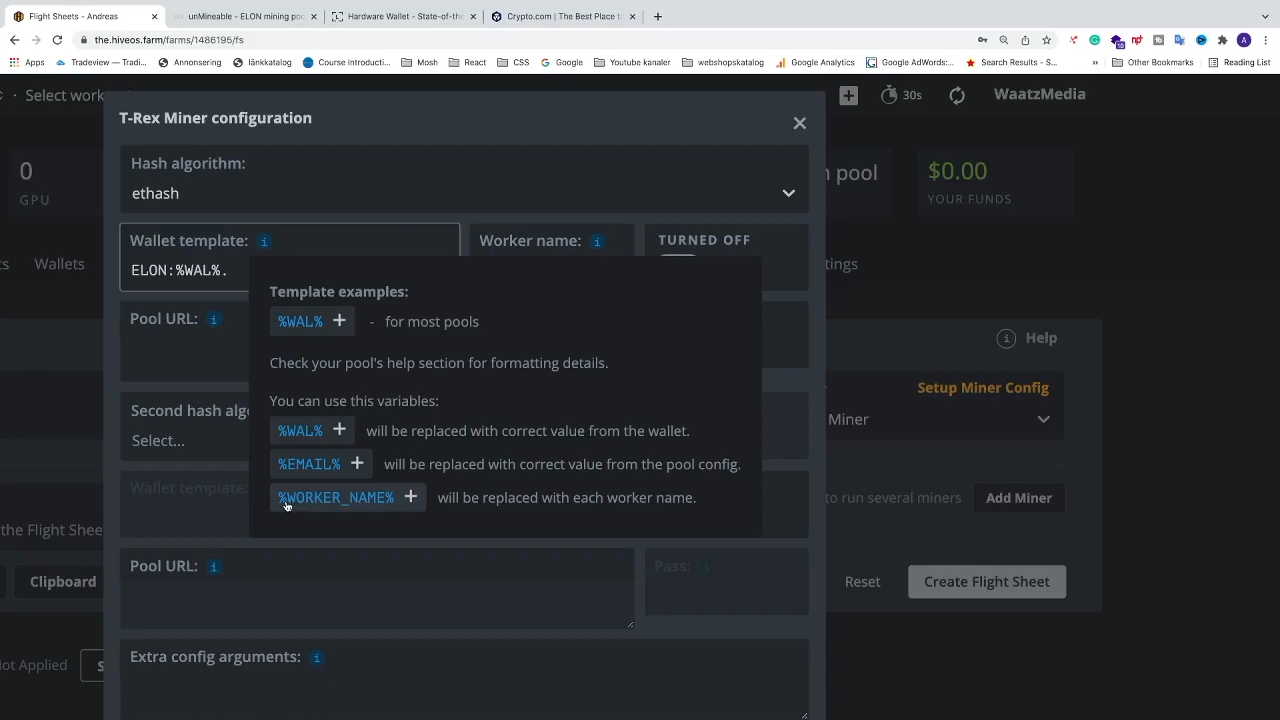 Flight Sheets - Andreas
unMineable - ELON mining poo
Hardware Wallet - State-of-th
Crypto.com | The Best Place to
the.hiveos.farm/farms/1486195/fs
Apps
Tradeview -- Tradi...
Annonsering
länkkatalog
Course Introducti...
Mosh
React
CSS
Google
Youtube kanaler
webshopskatalog
Google Analytics
Google AdWords:...
Search Results - S...
Other Bookmarks
Reading List
Select work
30s
WaatzMedia
T-Rex Miner configuration
0
GPU
Hash algorithm:
ethash
pool
$0.00
YOUR FUNDS
Wallet template:
ELON:%WAL%.
Worker name:
TURNED OFF
ts
Wallets
tings
Template examples:
%WAL% + - for most pools
Check your pool's help section for formatting details.
You can use this variables:
%WAL% + will be replaced with correct value from the wallet.
%EMAIL% + will be replaced with correct value from the pool config.
%WORKER_NAME% + will be replaced with each worker name.
Pool URL:
Help
Second hash algo
Select...
Setup Miner Config
Miner
Wallet template:
to run several miners
Add Miner
the Flight Shee
Clipboard
Pool URL:
Pass:
Reset
Create Flight Sheet
Extra config arguments:
ot Applied
S